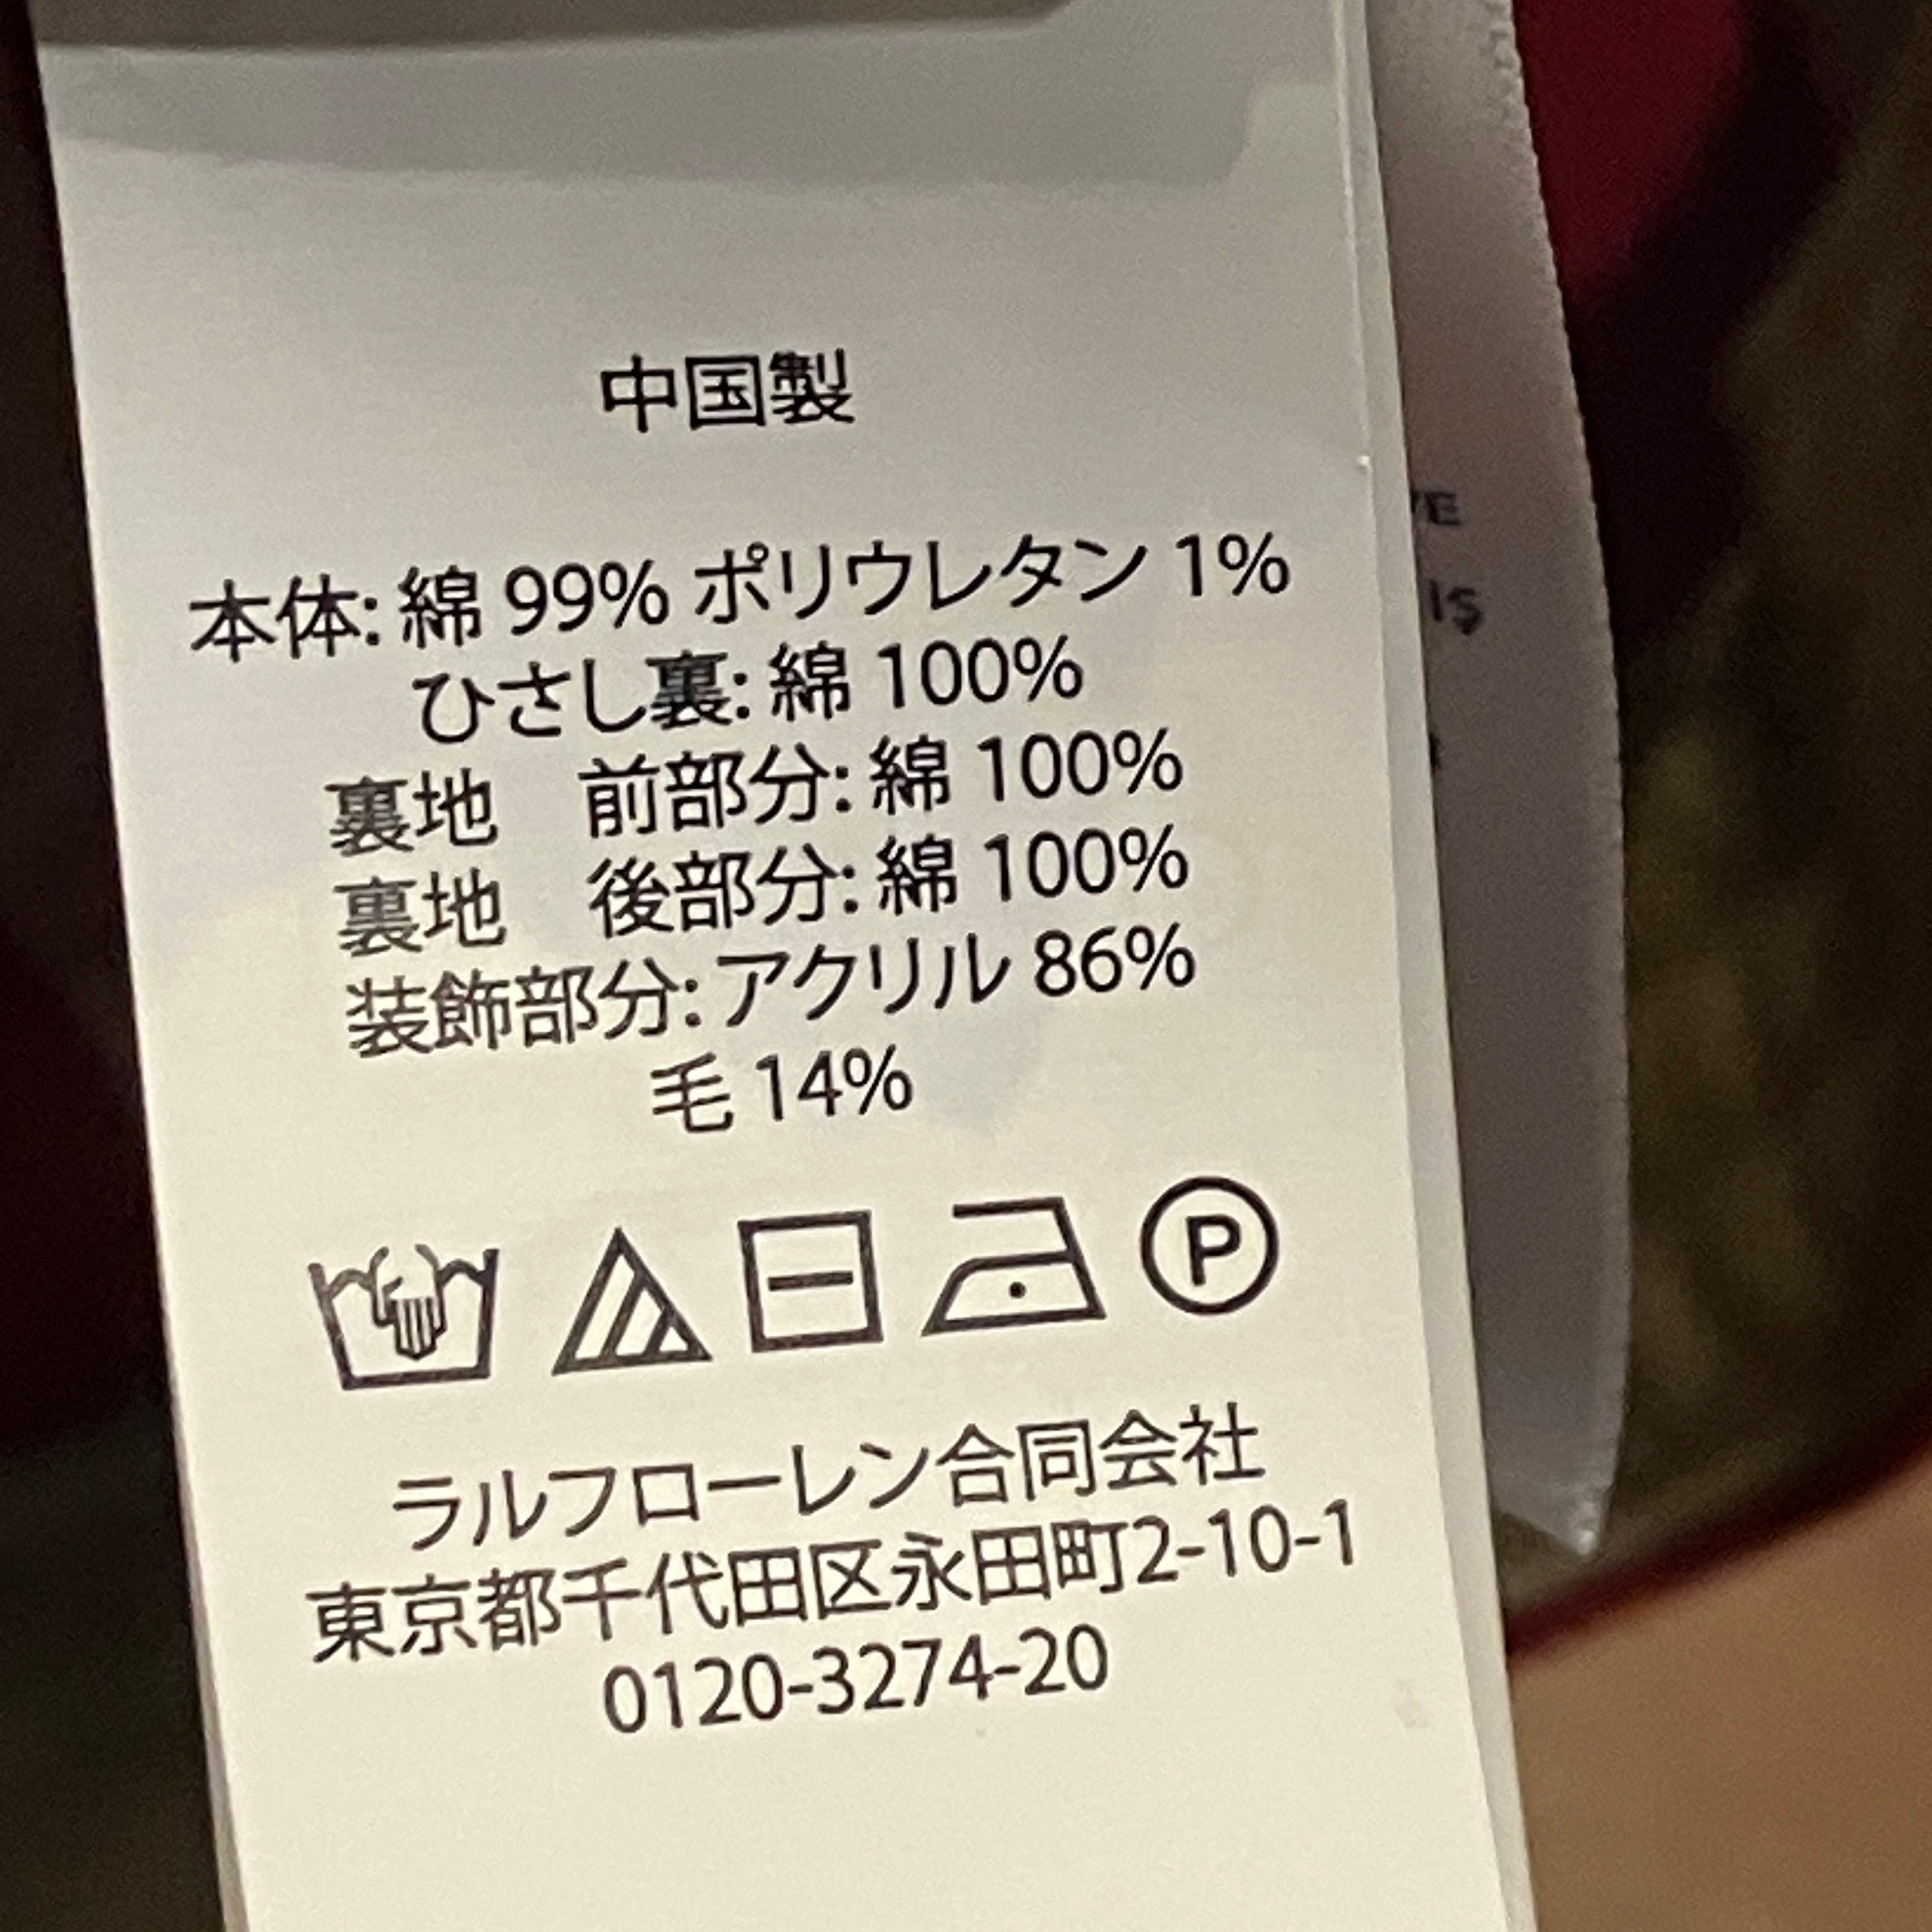 中国製
本体: 綿 99% ポリウレタン 1%
ひさし裏: 綿 100%
裏地　前部分: 綿 100%
裏地　後部分: 綿 100%
装飾部分: アクリル 86%
毛 14%
P
ラルフローレン合同会社
東京都千代田区永田町2-10-1
0120-3274-20